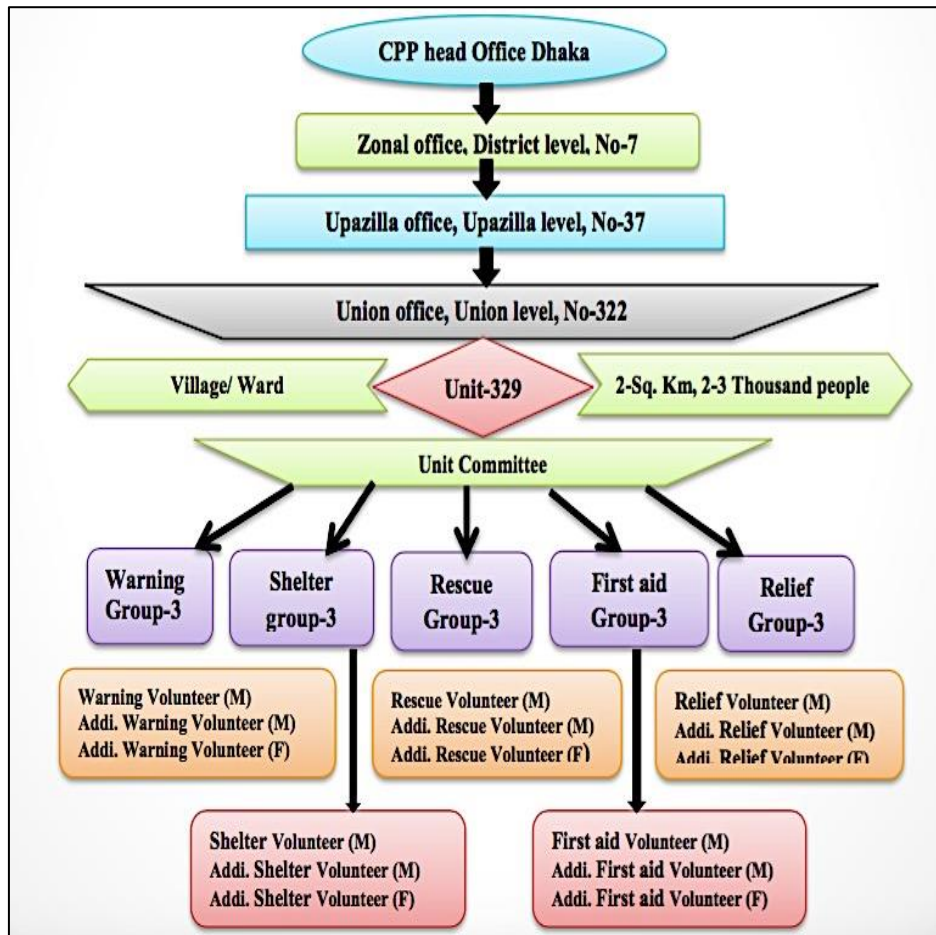 CPP head Office Dhaka
Zonal office, District level, No-7
Upazilla office, Upazilla level, No-37
Union office, Union level, No-322
Village/ Ward
Unit-329
2-Sq. Km, 2-3 Thousand people
Unit Committee
Warning
Group-3
Shelter
group-3
Rescue
Group-3
First aid
Group-3
Relief
Group-3
Warning Volunteer (M)
Addi. Warning Volunteer (M)
Addi. Warning Volunteer (F)
Rescue Volunteer (M)
Addi. Rescue Volunteer (M)
Addi. Rescue Volunteer (F)
Relief Volunteer (M)
Addi. Relief Volunteer (M)
Addi. Relief Volunteer (F)
Shelter Volunteer (M)
Addi. Shelter Volunteer (M)
Addi. Shelter Volunteer (F)
First aid Volunteer (M)
Addi. First aid Volunteer (M)
Addi. First aid Volunteer (F)